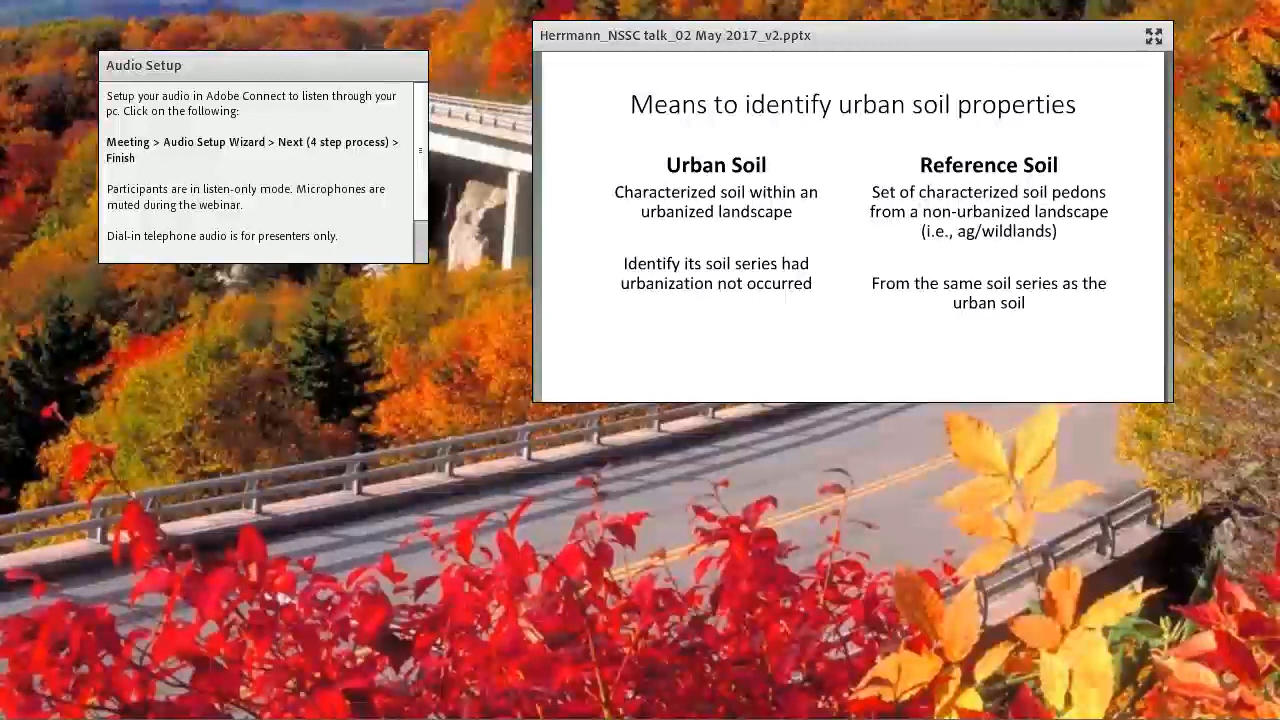 Audio Setup
Setup your audio in Adobe Connect to listen through your
pc. Click on the following:
Meeting > Audio Setup Wizard > Next (4 step process) >
Finish
Participants are in listen-only mode. Microphones are
muted during the webinar.
Dial-in telephone audio is for presenters only.
Herrmann_NSSC talk_02 May 2017_v2.pptx
Means to identify urban soil properties
Urban Soil
Characterized soil within an
urbanized landscape
Identify its soil series had
urbanization not occurred
Reference Soil
Set of characterized soil pedons
from a non-urbanized landscape
(i.e., ag/wildlands)
From the same soil series as the
urban soil